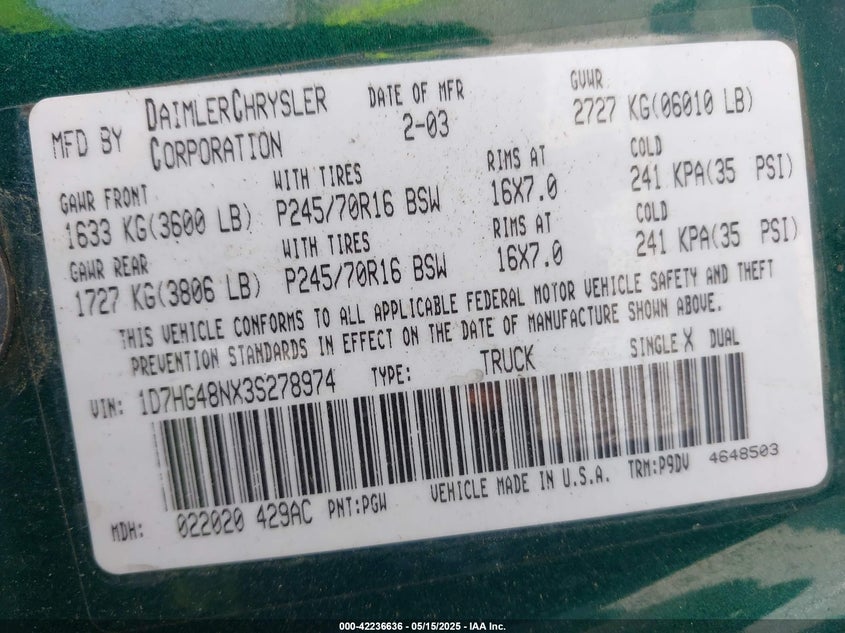 MFD BY DAIMLERCHRYSLER CORPORATION DATE OF MFR 2-03 GVWR 2727 KG(06010 LB)
GAWR FRONT WITH TIRES RIMS AT COLD
1633 KG(3600 LB) P245/70R16 BSW 16X7.0 241 KPA(35 PSI)
GAWR REAR WITH TIRES RIMS AT COLD
1727 KG(3806 LB) P245/70R16 BSW 16X7.0 241 KPA(35 PSI)
THIS VEHICLE CONFORMS TO ALL APPLICABLE FEDERAL MOTOR VEHICLE SAFETY AND THEFT
PREVENTION STANDARDS IN EFFECT ON THE DATE OF MANUFACTURE SHOWN ABOVE.
VIN: 1D7HG48NX3S278974 TYPE: TRUCK SINGLE X DUAL
MDH: 022020 429AC PNT:PGW VEHICLE MADE IN U.S.A. TRM:P9DV 4648503
000-42236636 - 05/15/2025 - IAA Inc.